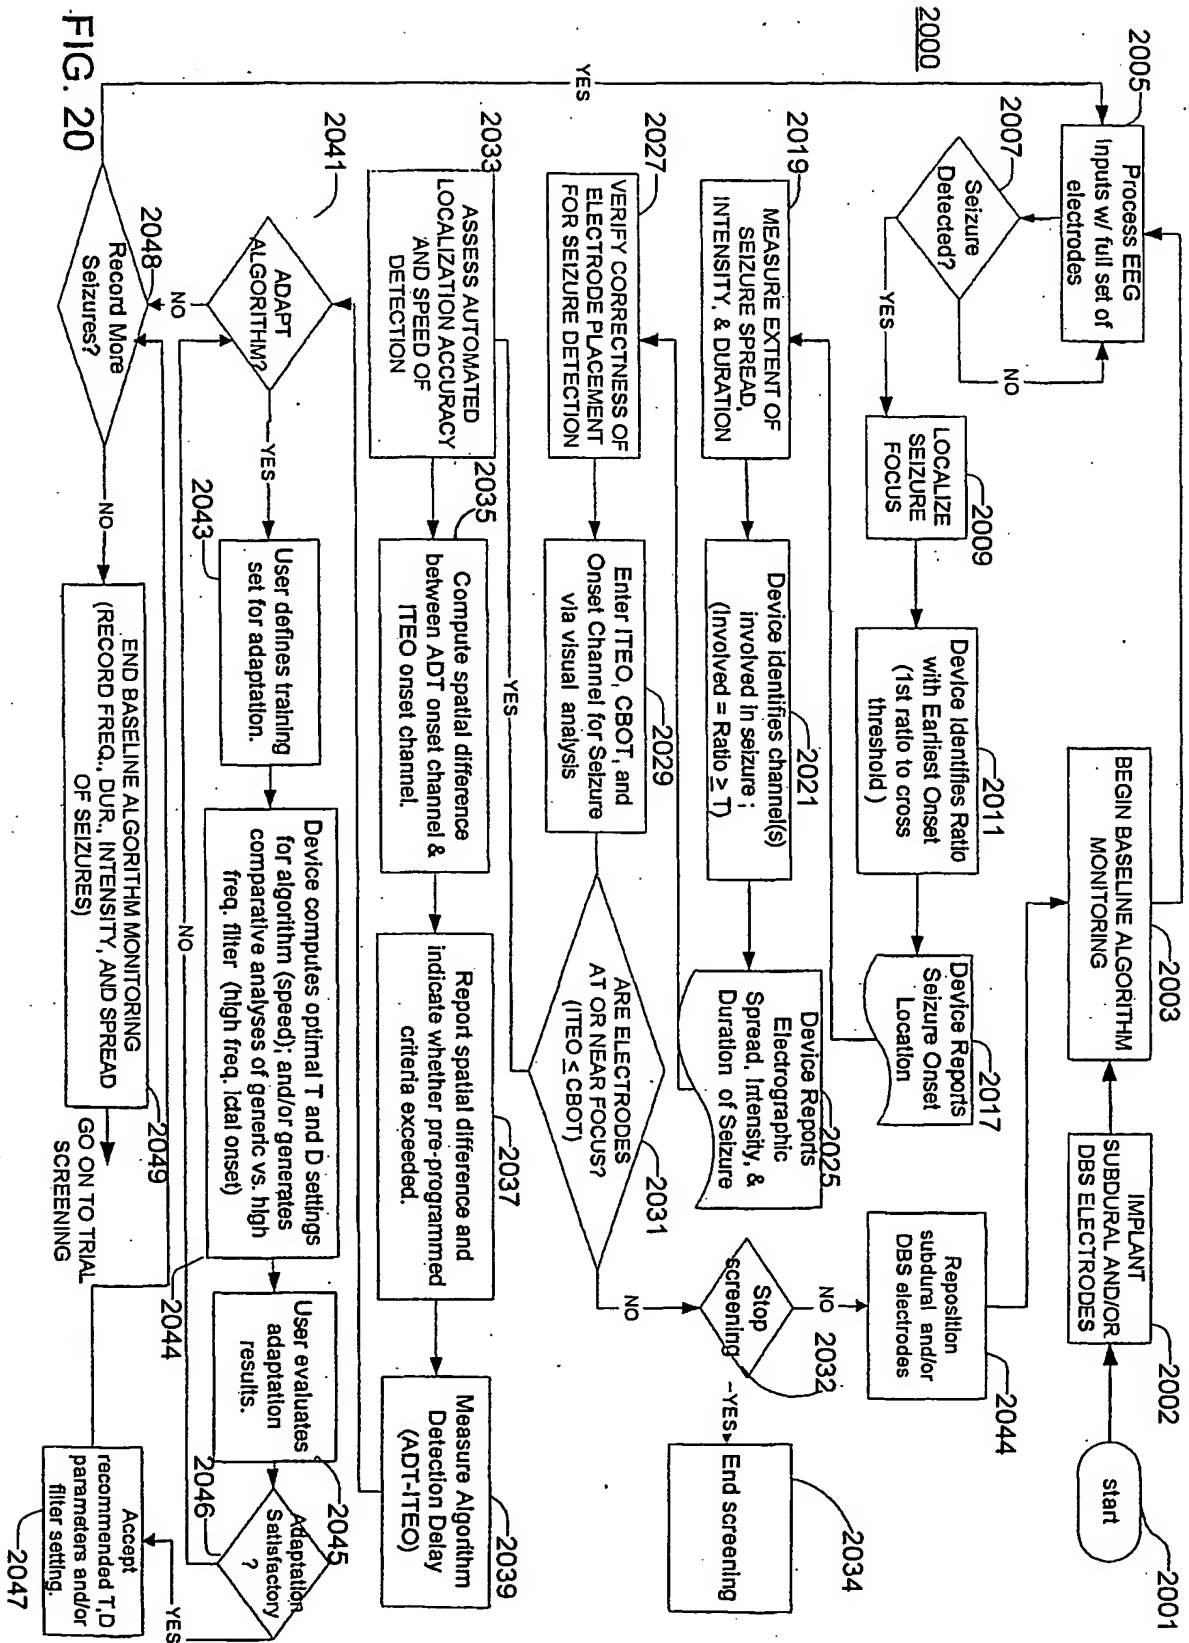 2000
start
2001
IMPLANT
SUBDURAL AND/OR
DBS ELECTRODES
2002
BEGIN BASELINE ALGORITHM
MONITORING
2003
2005
Process EEG
Inputs w/ full set of
electrodes
2007
Seizure
Detected?
NO
YES
LOCALIZE
SEIZURE
FOCUS
2009
Device Identifies Ratio
with Earliest Onset
(1st ratio to cross
threshold )
2011
Device Reports
Seizure Onset
Location
2017
2019
MEASURE EXTENT OF
SEIZURE SPREAD,
INTENSITY, & DURATION
Device identifies channel(s)
involved in seizure ;
(Involved = Ratio ≥ T)
2021
Device Reports
Electrographic
Spread, Intensity, &
Duration of Seizure
2025
2027
VERIFY CORRECTNESS OF
ELECTRODE PLACEMENT
FOR SEIZURE DETECTION
Enter ITEO, CBOT, and
Onset Channel for Seizure
via visual analysis
2029
ARE ELECTRODES
AT OR NEAR FOCUS?
(ITEO ≤ CBOT)
2031
YES
NO
Stop
screening
2032
NO
Reposition
subdural and/or
DBS electrodes
2044
YES
End screening
2034
2033
ASSESS AUTOMATED
LOCALIZATION ACCURACY
AND SPEED OF
DETECTION
2035
Compute spatial difference
between ADT onset channel &
ITEO onset channel.
Report spatial difference and
indicate whether pre-programmed
criteria exceeded.
2037
Measure Algorithm
Detection Delay
(ADT-ITEO)
2039
2041
ADAPT
ALGORITHM?
NO
YES
User defines training
set for adaptation.
2043
Device computes optimal T and D settings
for algorithm (speed); and/or generates
comparative analyses of generic vs. high
freq. filter (high freq. ictal onset)
2044
User evaluates
adaptation
results.
2045
Adaptation
Satisfactory
?
2046
NO
YES
Accept
recommended T,D
parameters and/or
filter setting.
2047
2048
Record More
Seizures?
YES
NO
END BASELINE ALGORITHM MONITORING
(RECORD FREQ., DUR., INTENSITY, AND SPREAD
OF SEIZURES)
2049
GO ON TO TRIAL
SCREENING
FIG. 20